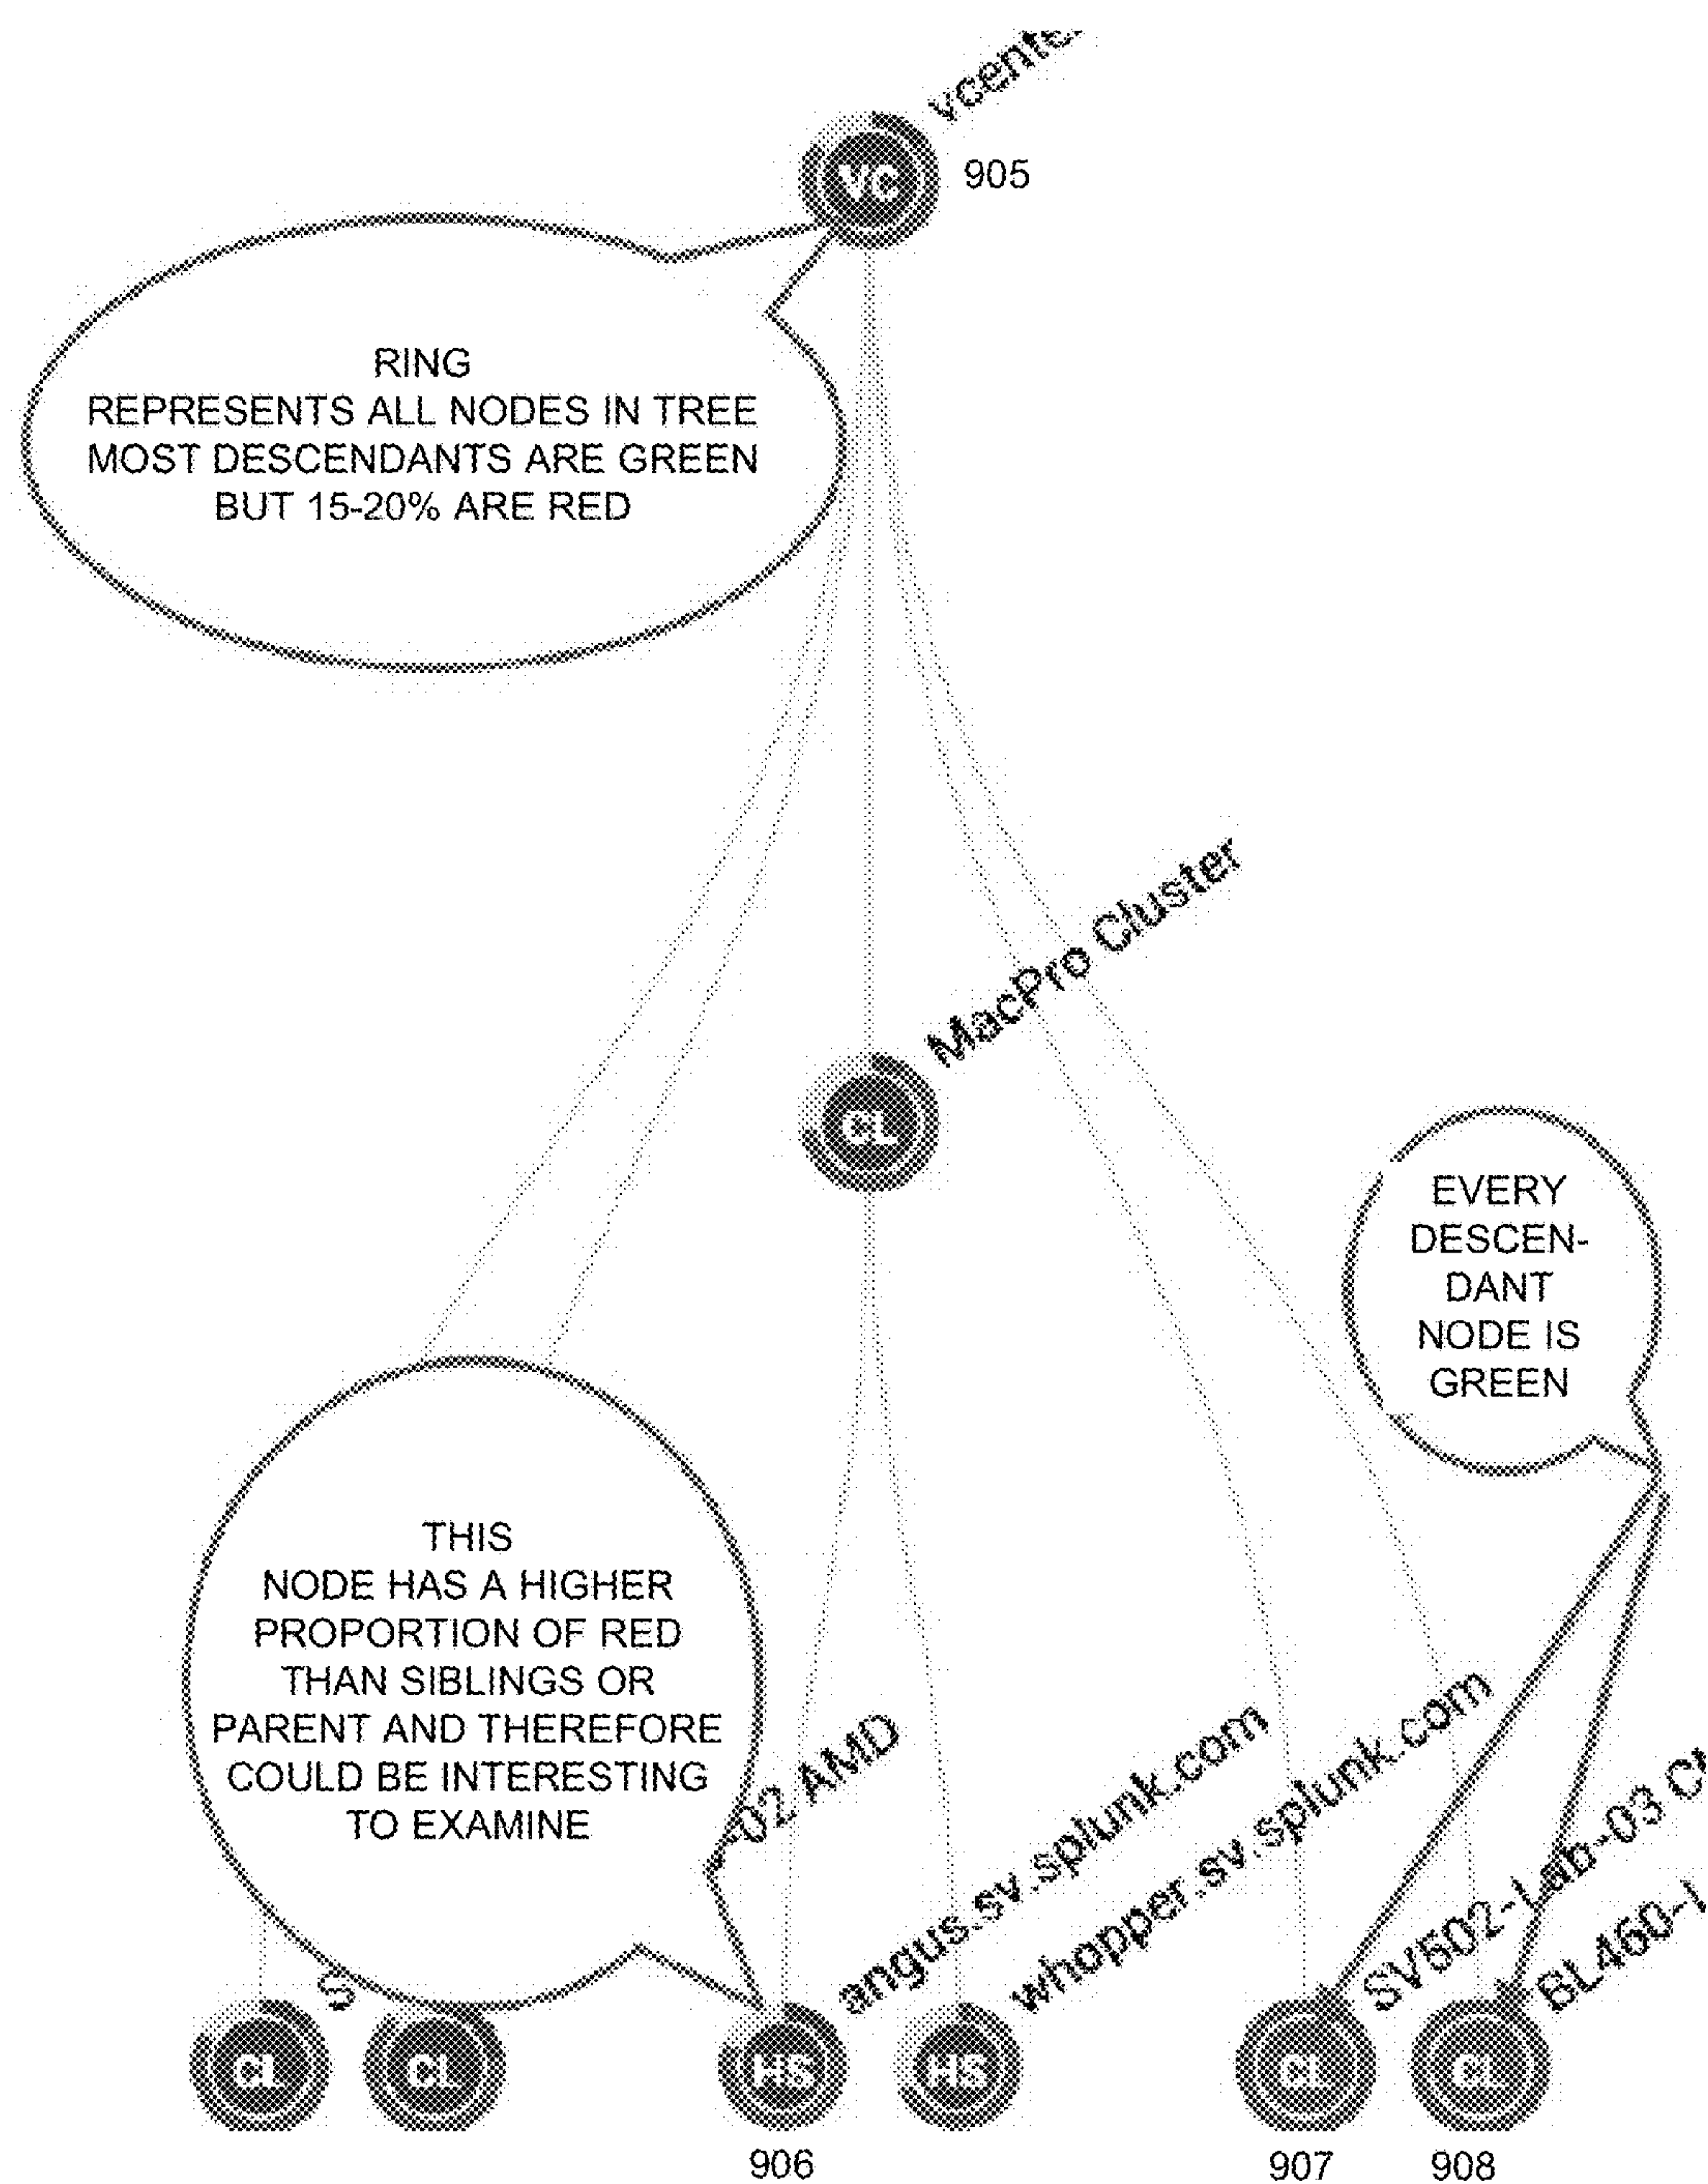 vcenter
VC
905
RING
REPRESENTS ALL NODES IN TREE
MOST DESCENDANTS ARE GREEN
BUT 15-20% ARE RED
MacPro Cluster
CL
EVERY
DESCEN-
DANT
NODE IS
GREEN
THIS
NODE HAS A HIGHER
PROPORTION OF RED
THAN SIBLINGS OR
PARENT AND THEREFORE
COULD BE INTERESTING
TO EXAMINE
S
-02 AMD
angus.sv.splunk.com
whopper.sv.splunk.com
SV502-Lab-03
BL460-
CL
CL
HS
HS
CL
CL
906
907
908